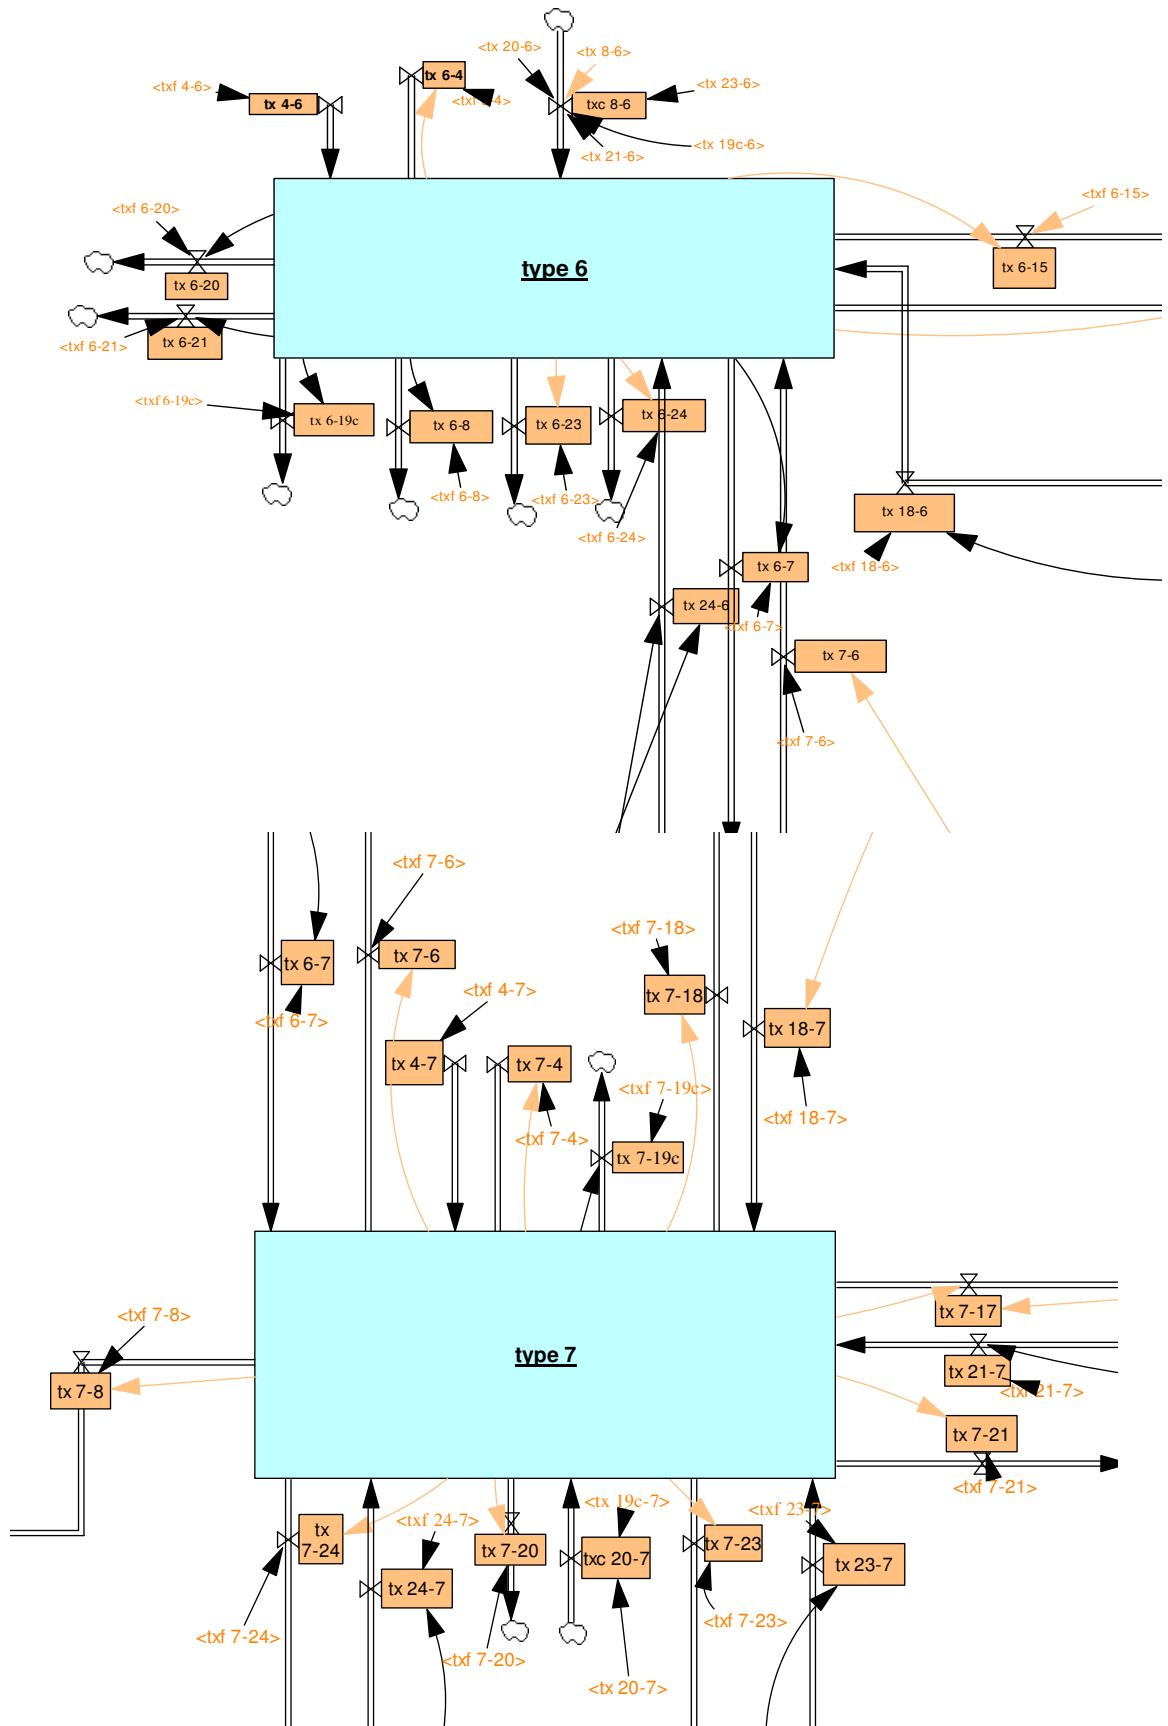 <tx 20-6>
<tx 8-6>
<txf 4-6>
tx 6-4
<txf 6-4>
tx 4-6
txc 8-6
<tx 23-6>
<tx 21-6>
<tx 19c-6>
<txf 6-20>
<txf 6-15>
tx 6-20
type 6
tx 6-15
<txf 6-21>
tx 6-21
<txf 6-19c>
tx 6-19c
tx 6-8
tx 6-23
tx 6-24
<txf 6-8>
<txf 6-23>
<txf 6-24>
tx 18-6
<txf 18-6>
tx 6-7
tx 24-6
<txf 6-7>
tx 7-6
<txf 7-6>
<txf 7-6>
<txf 7-18>
tx 6-7
tx 7-6
<txf 4-7>
<txf 6-7>
tx 7-18
tx 18-7
tx 4-7
tx 7-4
<txf 7-19c>
<txf 18-7>
<txf 7-4>
tx 7-19c
<txf 7-8>
tx 7-17
type 7
tx 7-8
tx 21-7
<txf 21-7>
tx 7-21
<txf 7-21>
<tx 19c-7>
<txf 23-7>
<txf 24-7>
tx
7-24
tx 7-20
txc 20-7
tx 7-23
tx 23-7
tx 24-7
<txf 7-24>
<txf 7-23>
<txf 7-20>
<tx 20-7>